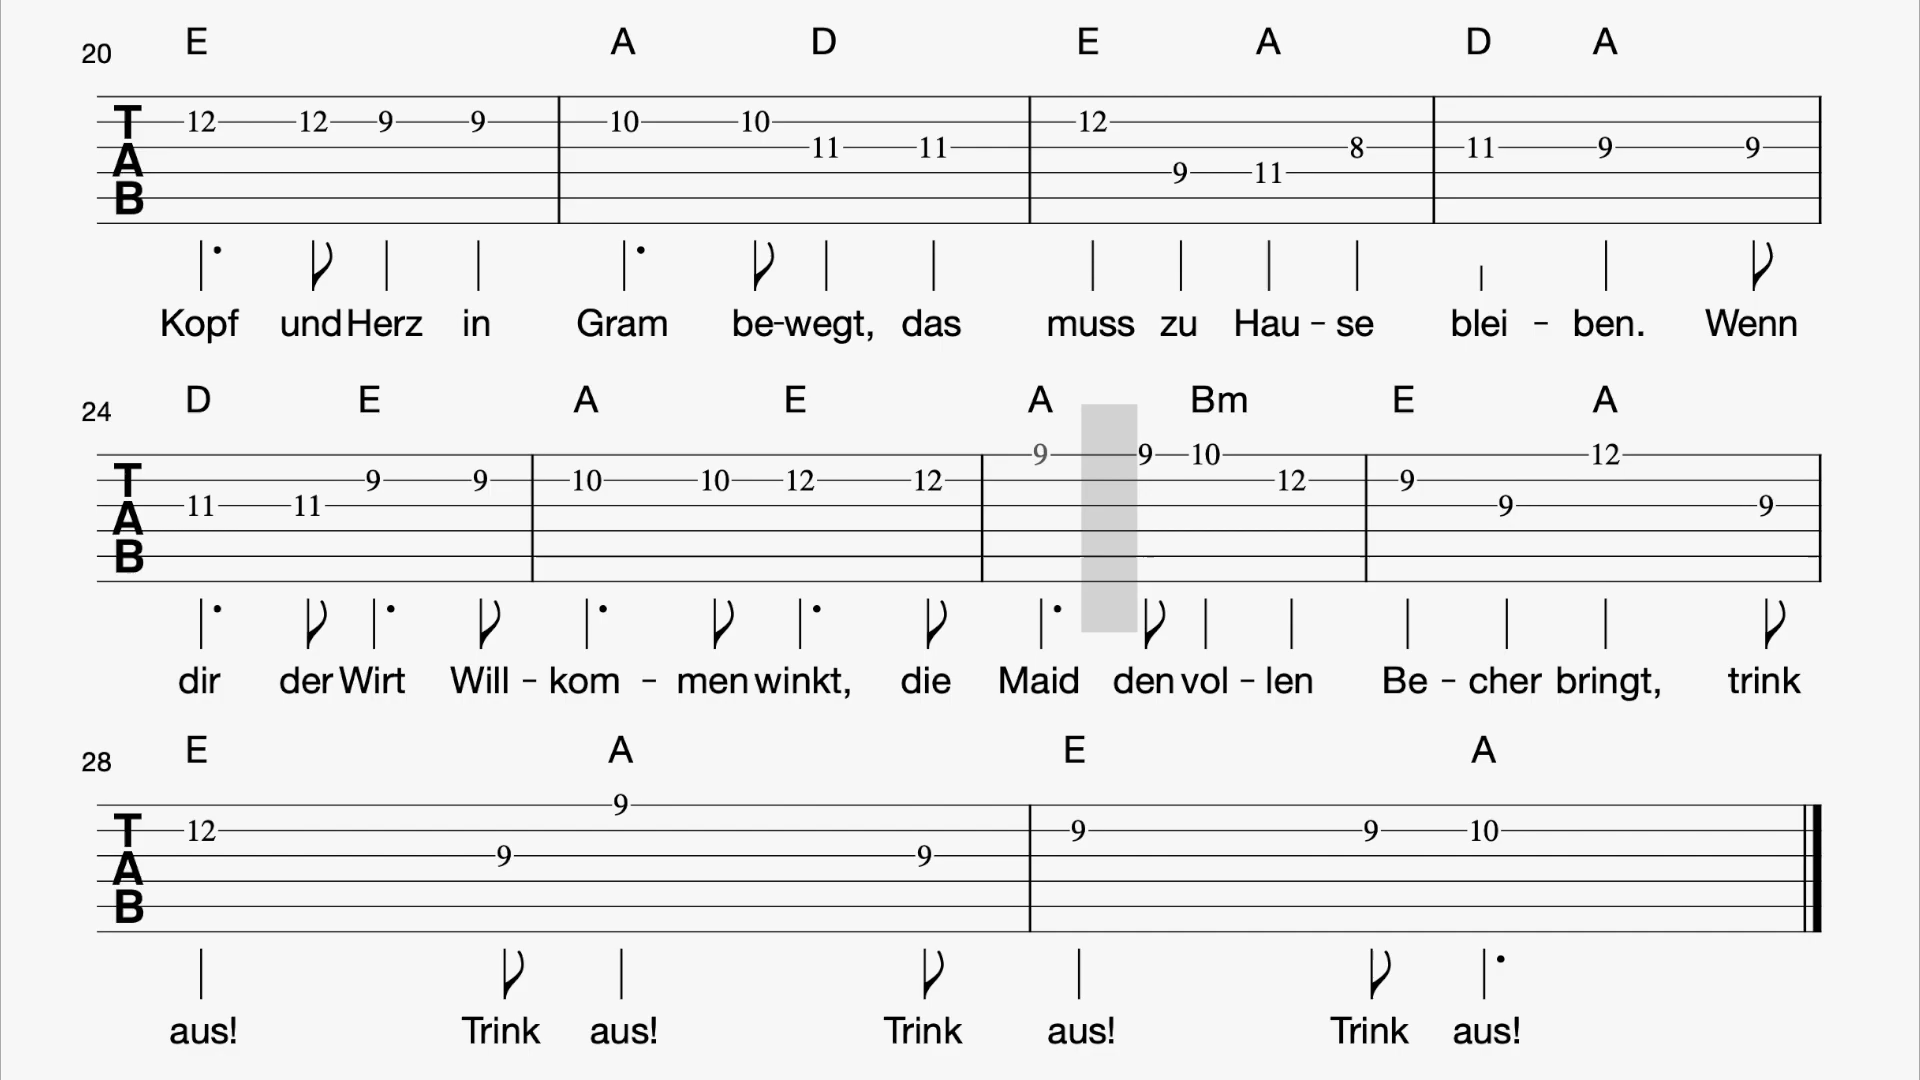 20 E A D E A D A
T 12 12 9 9 10 10 12 
A 11 11 8 11 9 9
B 9 11
Kopf und Herz in Gram be-wegt, das muss zu Hau - se blei - ben. Wenn
24 D E A E A Bm E A
9 9 10 12
T 9 9 10 10 12 12 12 9
A 11 11 9 9
B
dir der Wirt Will - kom - men winkt, die Maid den vol - len Be - cher bringt, trink
28 E A E A
9
T 12 9 9 10
A 9 9
B
aus! Trink aus! Trink aus! Trink aus!